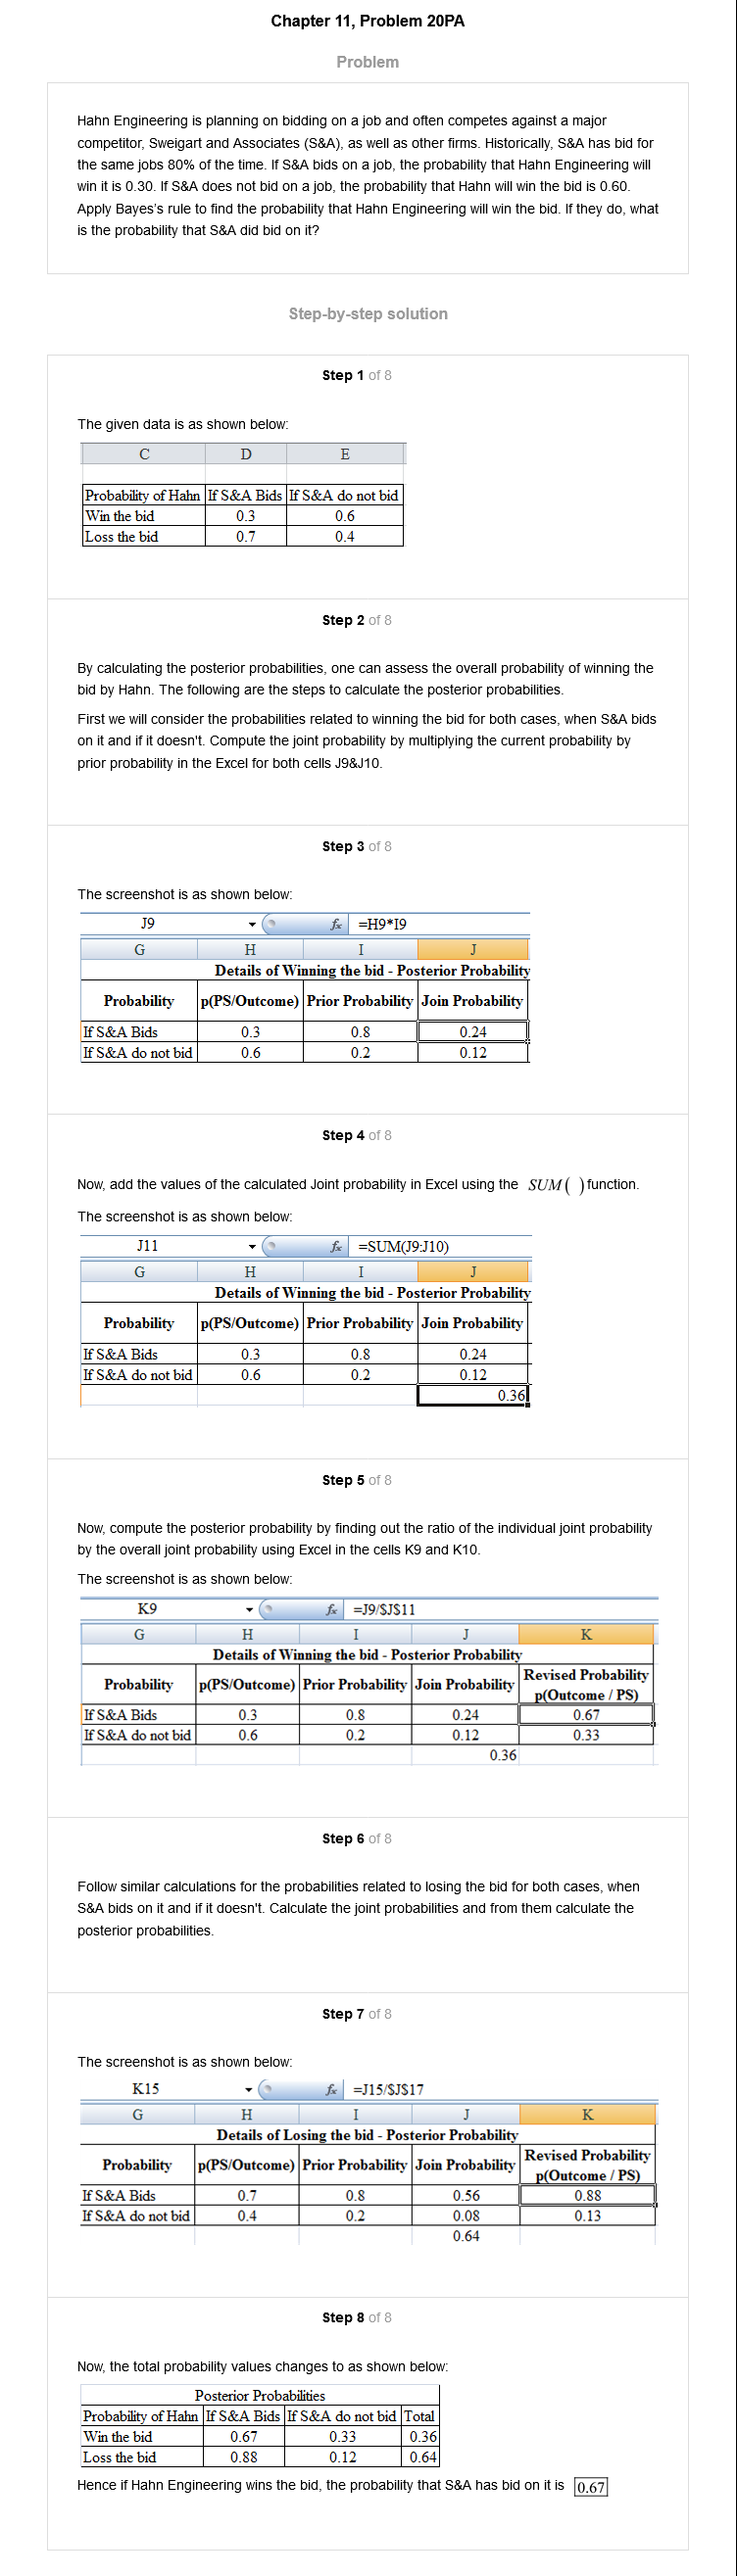 Chapter 11, Problem 20PA
Problem
Hahn Engineering is planning on bidding on a job and often competes against a major
competitor, Sweigart and Associates (S&A), as well as other firms. Historically, S&A has bid for
the same jobs 80% of the time. If S&A bids on a job, the probability that Hahn Engineering will
win it is 0.30. If S&A does not bid on a job, the probability that Hahn will win the bid is 0.60.
Apply Bayes's rule to find the probability that Hahn Engineering will win the bid. If they do, what
is the probability that S&A did bid on it?
Step-by-step solution
Step 1 of 8
The given data is as shown below:
C D E
Probability of Hahn If S&A Bids If S&A do not bid
Win the bid 0.3 0.6
Loss the bid 0.7 0.4
Step 2 of 8
By calculating the posterior probabilities, one can assess the overall probability of winning the
bid by Hahn. The following are the steps to calculate the posterior probabilities.
First we will consider the probabilities related to winning the bid for both cases, when S&A bids
on it and if it doesn't. Compute the joint probability by multiplying the current probability by
prior probability in the Excel for both cells J9&J10.
Step 3 of 8
The screenshot is as shown below:
J9 fx =H9*I9
G H I J
Details of Winning the bid - Posterior Probability
Probability p(PS/Outcome) Prior Probability Join Probability
If S&A Bids 0.3 0.8 0.24
If S&A do not bid 0.6 0.2 0.12
Step 4 of 8
Now, add the values of the calculated Joint probability in Excel using the SUM( ) function.
The screenshot is as shown below:
J11 fx =SUM(J9:J10)
G H I J
Details of Winning the bid - Posterior Probability
Probability p(PS/Outcome) Prior Probability Join Probability
If S&A Bids 0.3 0.8 0.24
If S&A do not bid 0.6 0.2 0.12
0.36
Step 5 of 8
Now, compute the posterior probability by finding out the ratio of the individual joint probability
by the overall joint probability using Excel in the cells K9 and K10.
The screenshot is as shown below:
K9 fx =J9/$J$11
G H I J K
Details of Winning the bid - Posterior Probability
Probability p(PS/Outcome) Prior Probability Join Probability Revised Probability p(Outcome / PS)
If S&A Bids 0.3 0.8 0.24 0.67
If S&A do not bid 0.6 0.2 0.12 0.33
0.36
Step 6 of 8
Follow similar calculations for the probabilities related to losing the bid for both cases, when
S&A bids on it and if it doesn't. Calculate the joint probabilities and from them calculate the
posterior probabilities.
Step 7 of 8
The screenshot is as shown below:
K15 fx =J15/$J$17
G H I J K
Details of Losing the bid - Posterior Probability
Probability p(PS/Outcome) Prior Probability Join Probability Revised Probability p(Outcome / PS)
If S&A Bids 0.7 0.8 0.56 0.88
If S&A do not bid 0.4 0.2 0.08 0.13
0.64
Step 8 of 8
Now, the total probability values changes to as shown below:
Posterior Probabilities
Probability of Hahn If S&A Bids If S&A do not bid Total
Win the bid 0.67 0.33 0.36
Loss the bid 0.88 0.12 0.64
Hence if Hahn Engineering wins the bid, the probability that S&A has bid on it is 0.67